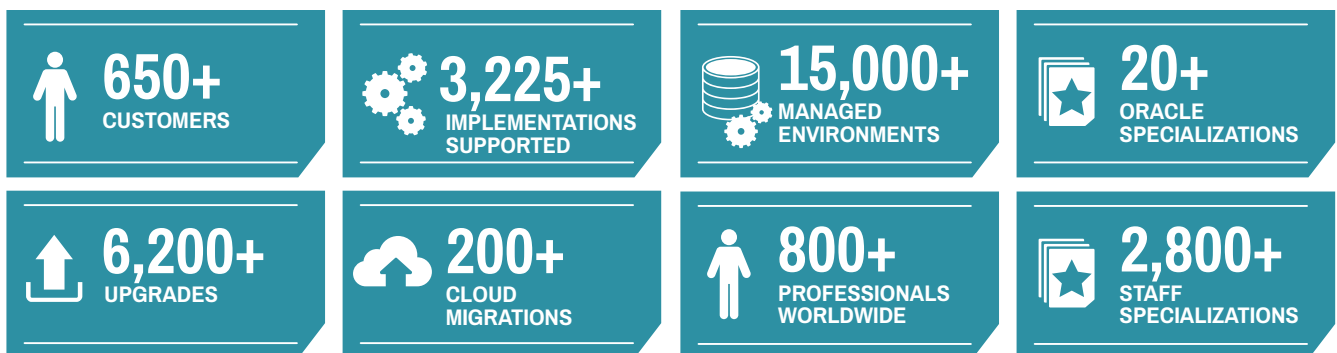 650+
CUSTOMERS
3,225+
IMPLEMENTATIONS
SUPPORTED
15,000+
MANAGED
ENVIRONMENTS
20+
ORACLE
SPECIALIZATIONS
6,200+
UPGRADES
200+
CLOUD
MIGRATIONS
800+
PROFESSIONALS
WORLDWIDE
2,800+
STAFF
SPECIALIZATIONS